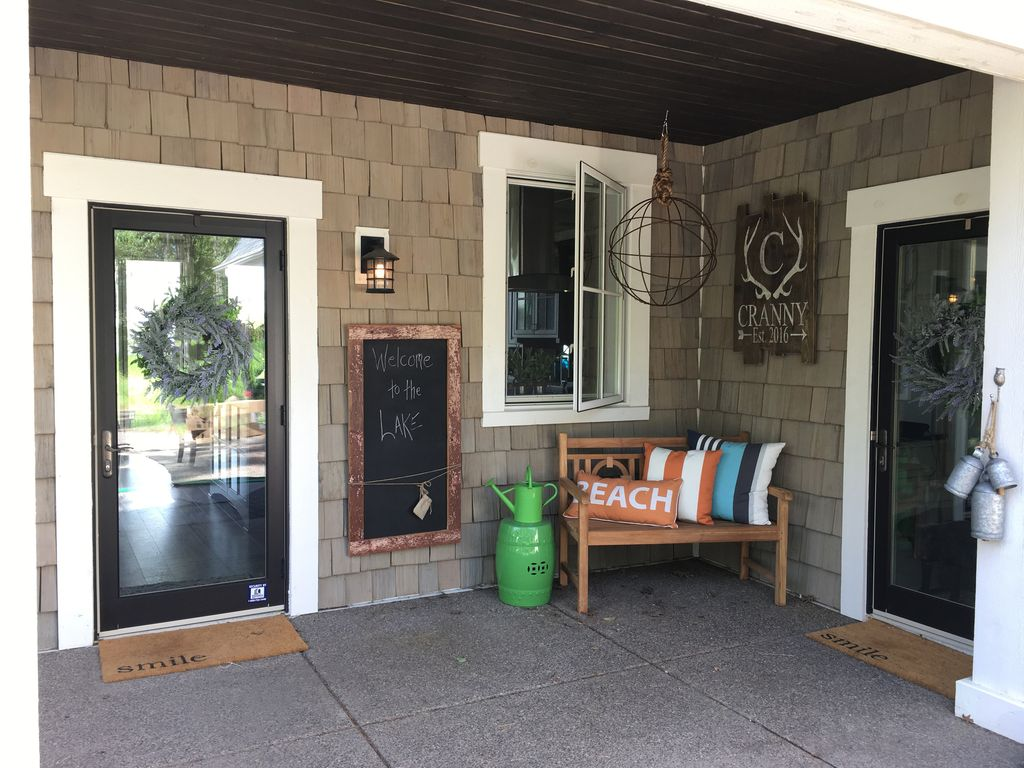 Welcome
to the
LAKE
C
CRANNY
Est. 2016
BEACH
smile
smile